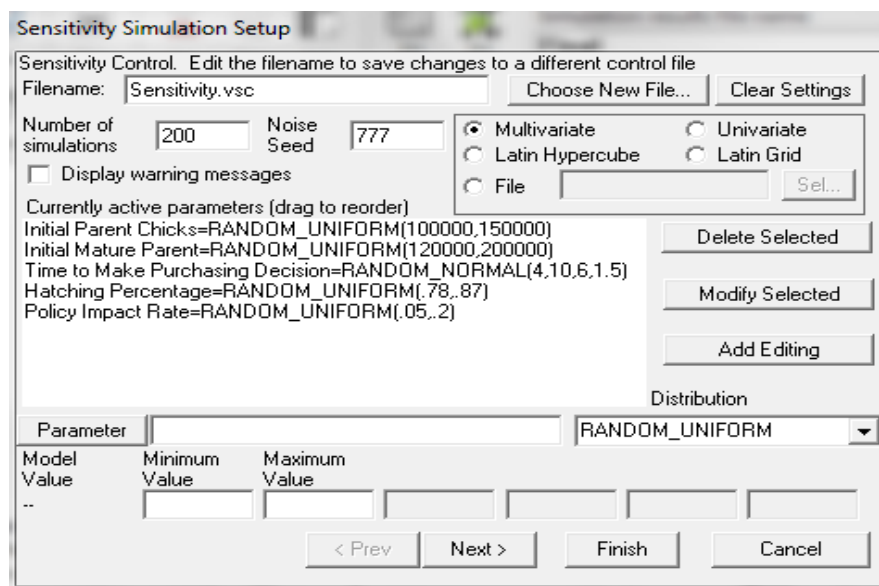 Sensitivity Simulation Setup
Sensitivity Control. Edit the filename to save changes to a different control file
Filename: Sensitivity.vsc Choose New File... Clear Settings
Number of simulations 200 Noise Seed 777 Multivariate Univariate
Latin Hypercube Latin Grid
Display warning messages
File Sel...
Currently active parameters (drag to reorder)
Initial Parent Chicks=RANDOM_UNIFORM(100000,150000)
Initial Mature Parent=RANDOM_UNIFORM(120000,200000)
Time to Make Purchasing Decision=RANDOM_NORMAL(4,10,6,1.5)
Hatching Percentage=RANDOM_UNIFORM(.78,.87)
Policy Impact Rate=RANDOM_UNIFORM(.05,.2)
Delete Selected
Modify Selected
Add Editing
Distribution
Parameter RANDOM_UNIFORM
Model Value Minimum Value Maximum Value
--
< Prev Next > Finish Cancel